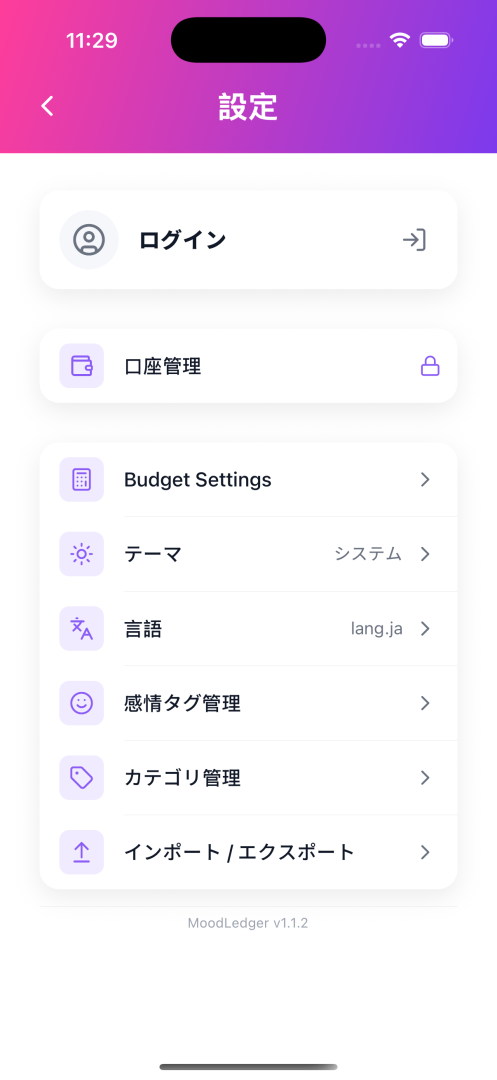 11:29
設定
ログイン
口座管理
Budget Settings
テーマ システム
言語 lang.ja
感情タグ管理
カテゴリ管理
インポート / エクスポート
MoodLedger v1.1.2